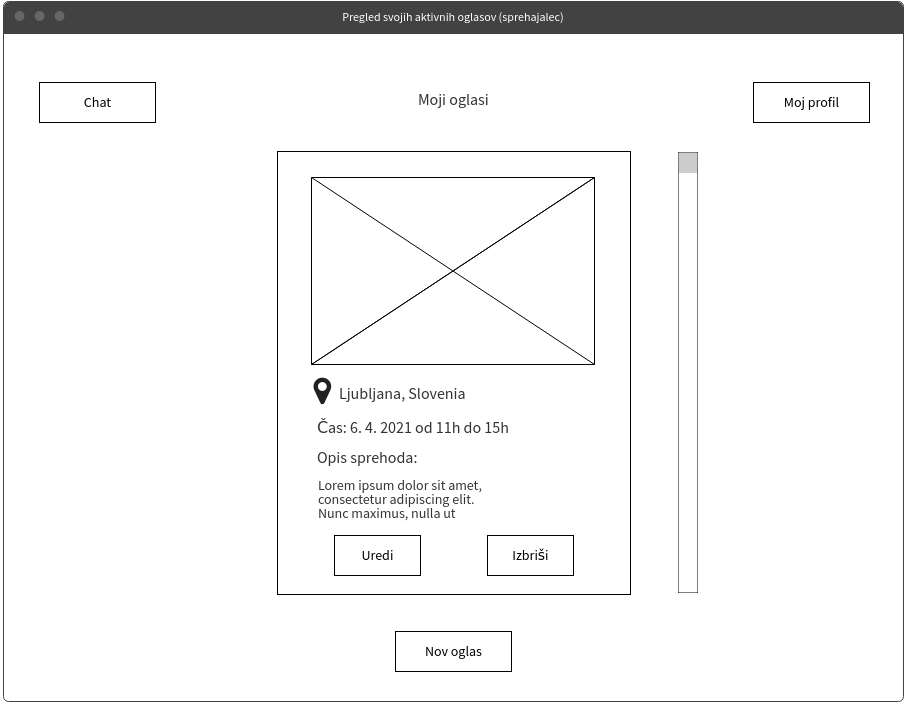 Pregled svojih aktivnih oglasov (sprehajalec)
Chat
Moji oglasi
Moj profil
Ljubljana, Slovenia
Čas: 6. 4. 2021 od 11h do 15h
Opis sprehoda:
Lorem ipsum dolor sit amet,
consectetur adipiscing elit.
Nunc maximus, nulla ut
Uredi
Izbriši
Nov oglas